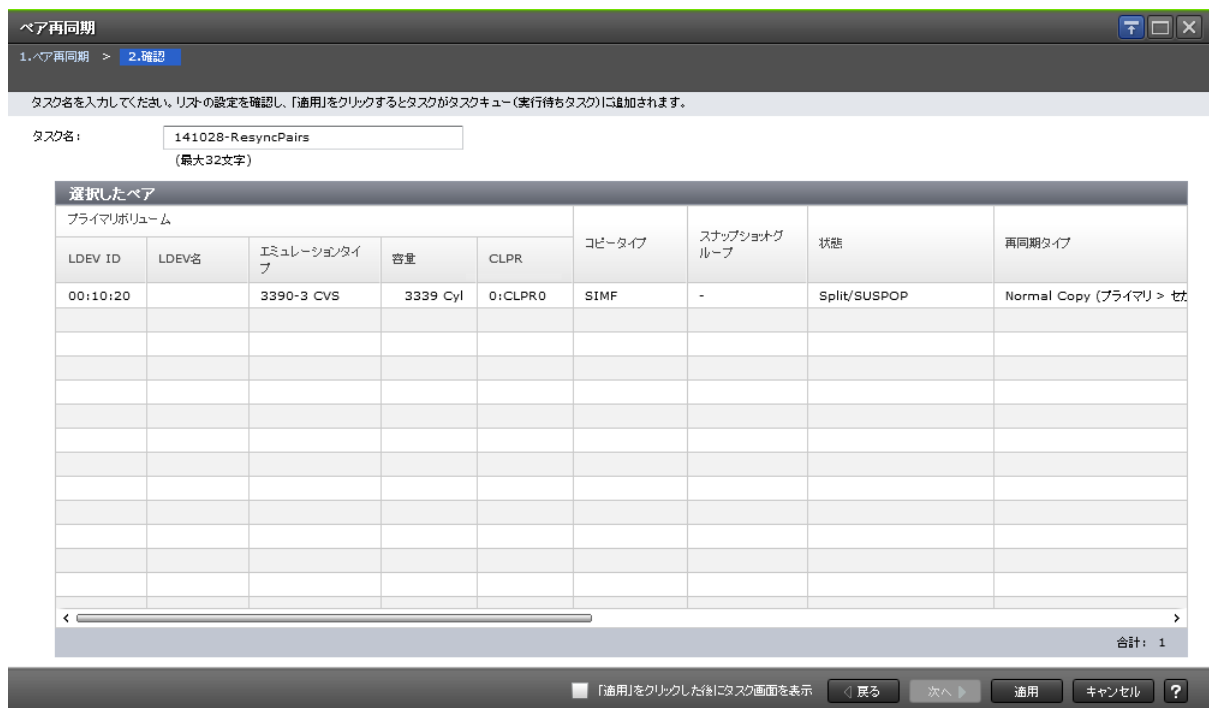 ペア再同期
1.ペア再同期 > 2.確認
タスク名を入力してください。リストの設定を確認し、「適用」をクリックするとタスクがタスクキュー(実行待ちタスク)に追加されます。
タスク名: 141028-ResyncPairs
(最大32文字)
選択したペア
プライマリボリューム
コピータイプ
スナップショットグ
ループ
状態
再同期タイプ
LDEV ID
LDEV名
エミュレーションタイ
プ
容量
CLPR
00:10:20 3390-3 CVS 3339 Cyl 0:CLPR0 SIMF - Split/SUSPOP Normal Copy (プライマリ > セカ
合計: 1
「適用」をクリックした後にタスク画面を表示 戻る 次へ 適用 キャンセル ?